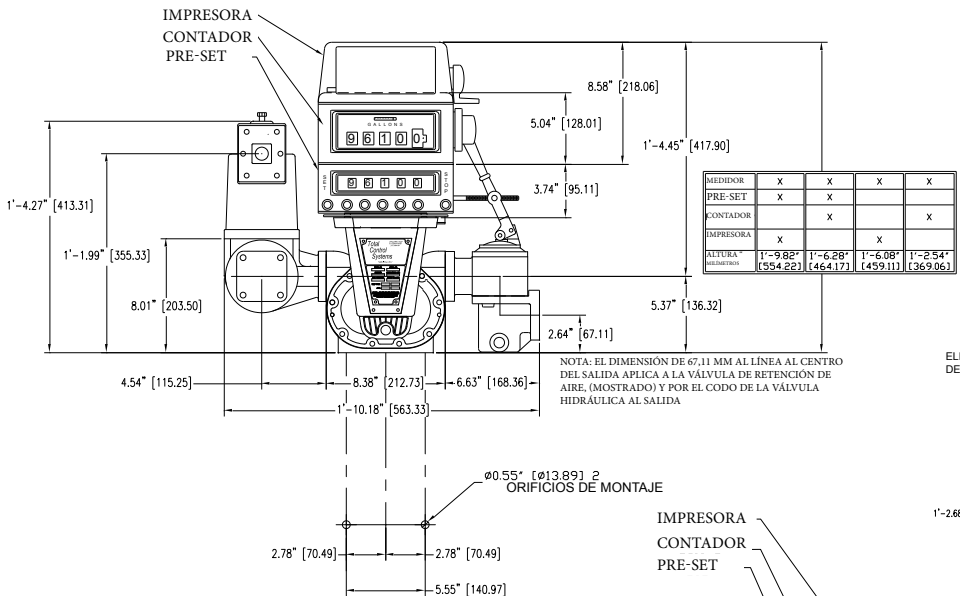 IMPRESORA
CONTADOR
PRE-SET
GALLONS
9 6 1 0 0
SET
STOP
9 6 1 0 0
Total
Control
Systems
8.58" [218.06]
5.04" [128.01]
1'-4.45" [417.90]
3.74" [95.11]
1'-4.27" [413.31]
1'-1.99" [355.33]
8.01" [203.50]
5.37" [136.32]
2.64" [67.11]
MEDIDOR X X X X
PRE-SET X X
CONTADOR X X
IMPRESORA X X
ALTURA "
MILÍMETROS
1'-9.82" 1'-6.28" 1'-6.08" 1'-2.54"
[554.22] [464.17] [459.11] [369.06]
NOTA: EL DIMENSIÓN DE 67,11 MM AL LÍNEA AL CENTRO
DEL SALIDA APLICA A LA VÁLVULA DE RETENCIÓN DE
AIRE, (MOSTRADO) Y POR EL CODO DE LA VÁLVULA
HIDRÁULICA AL SALIDA
4.54" [115.25]
8.38" [212.73]
6.63" [168.36]
1'-10.18" [563.33]
Ø0.55" [Ø13.89] 2
ORIFICIOS DE MONTAJE
2.78" [70.49]
2.78" [70.49]
5.55" [140.97]
IMPRESORA
CONTADOR
PRE-SET
DE
1'-2.68